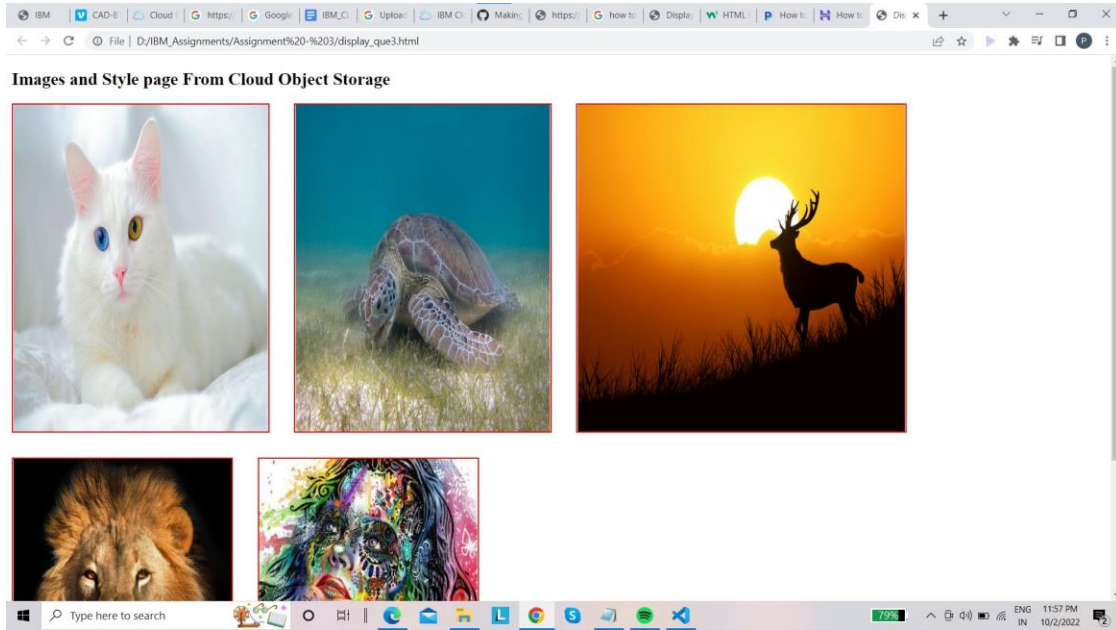 IBM
CAD-B
Cloud
https://
Google
IBM_CL
Upload
IBM Clo
Making
https://
how to
Display
HTML
How to
How to
Dis
File | D:/IBM_Assignments/Assignment%20-%203/display_que3.html
P
Images and Style page From Cloud Object Storage
Type here to search
79%
ENG
IN
11:57 PM
10/2/2022
2